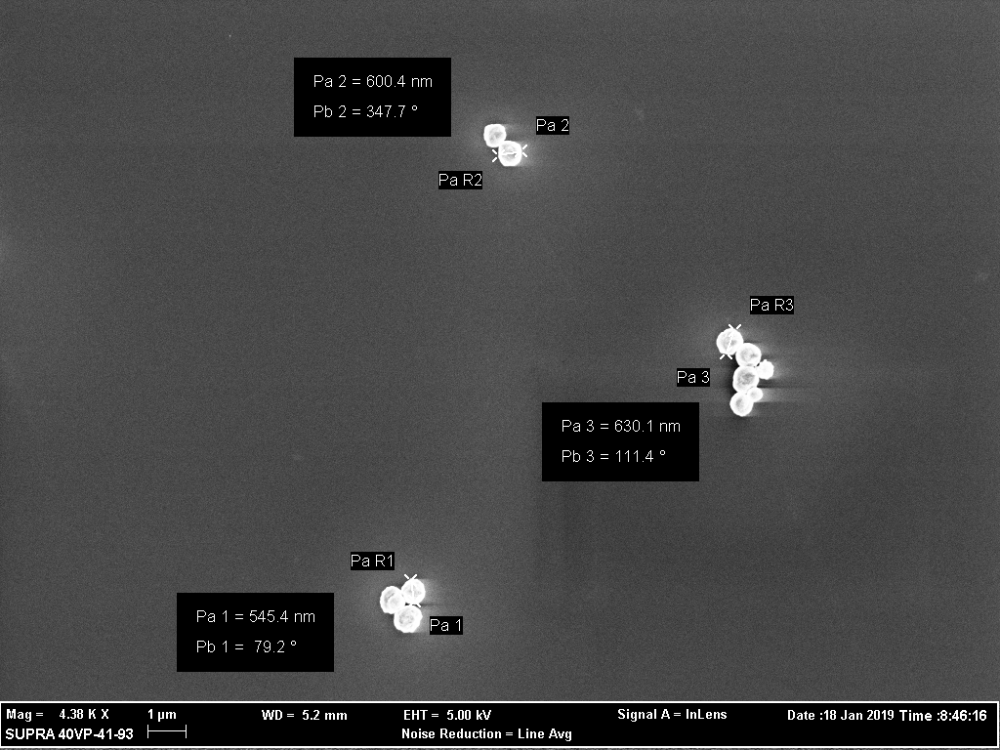 Pa 2 = 600.4 nm
Pb 2 = 347.7 °
Pa 2
Pa R2
Pa R3
Pa 3
Pa 3 = 630.1 nm
Pb 3 = 111.4 °
Pa R1
Pa 1 = 545.4 nm
Pb 1 = 79.2 °
Pa 1
Mag = 4.38 K X 1 µm WD = 5.2 mm EHT = 5.00 kV Signal A = InLens Date :18 Jan 2019 Time :8:46:16
SUPRA 40VP-41-93 Noise Reduction = Line Avg